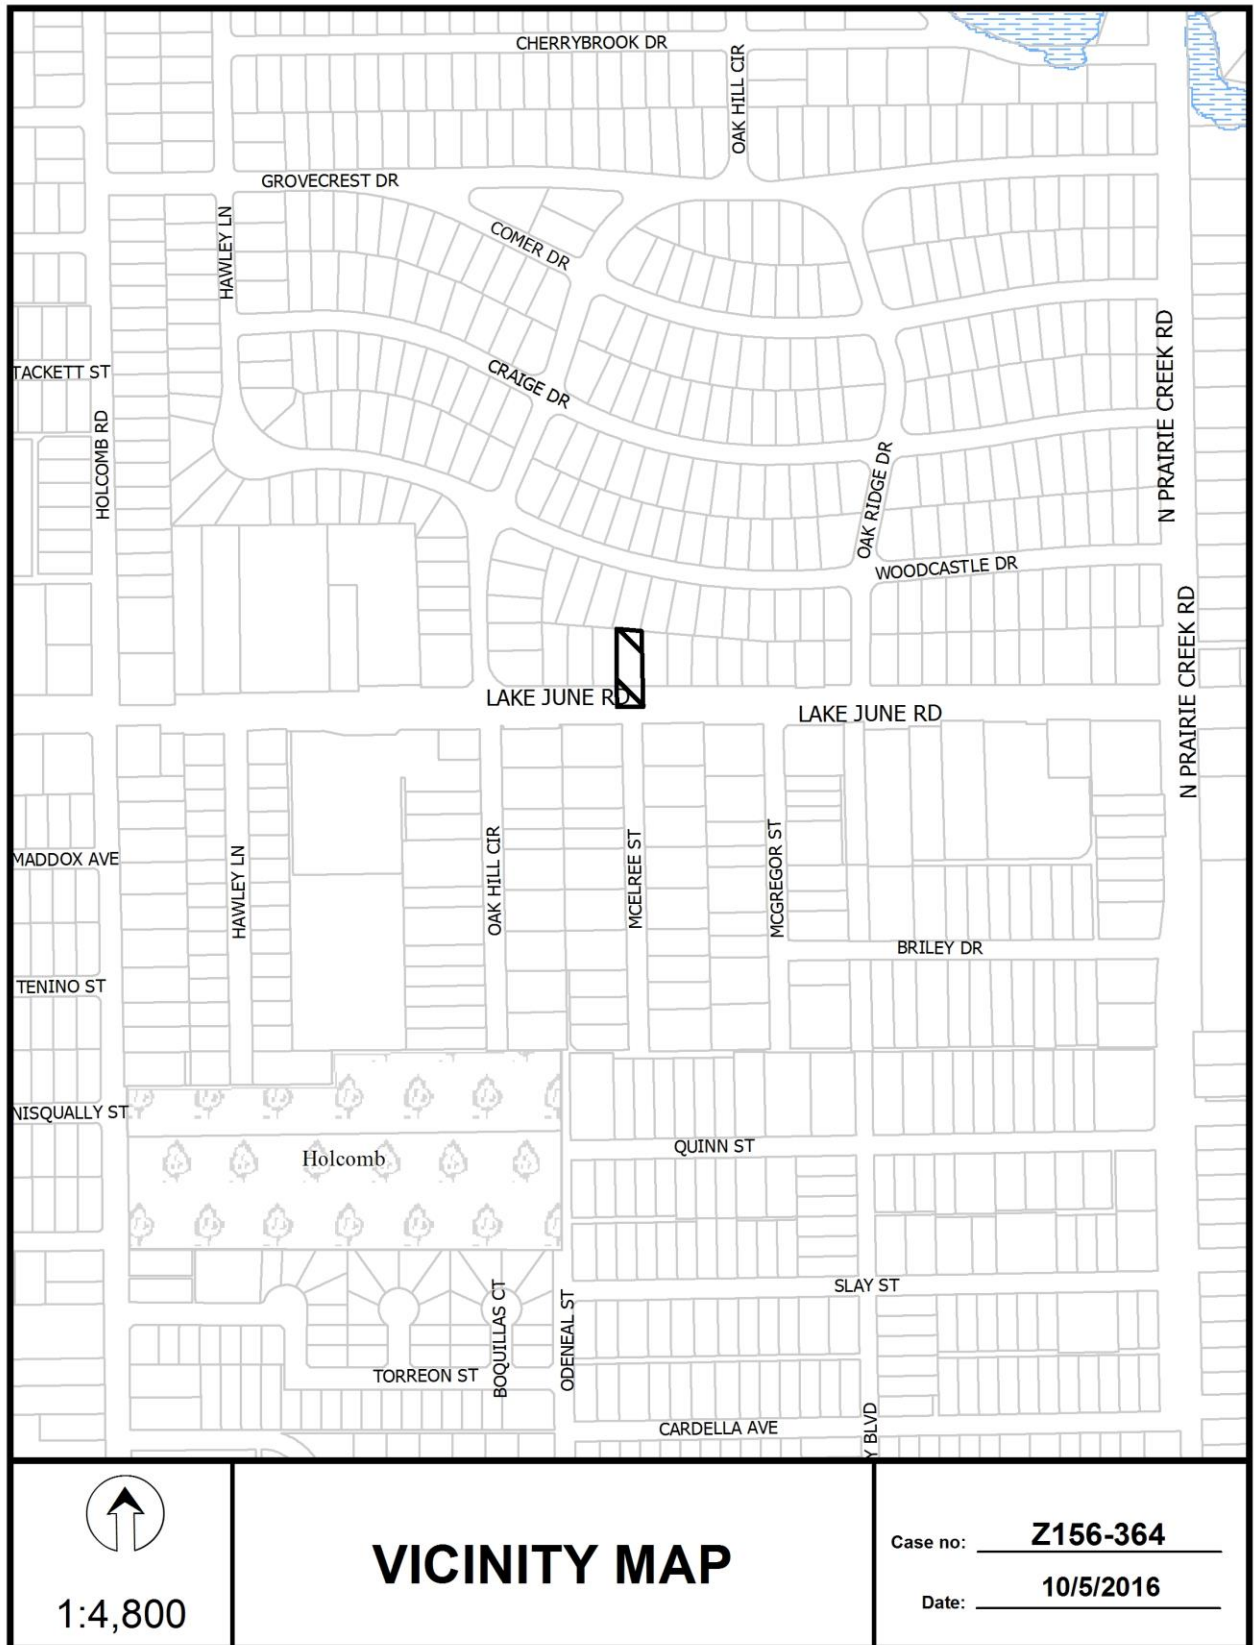 CHERRYBROOK DR
OAK HILL CIR
GROVECREST DR
HAWLEY LN
COMER DR
N PRAIRIE CREEK RD
TACKETT ST
CRAIGE DR
HOLCOMB RD
OAK RIDGE DR
WOODCASTLE DR
N PRAIRIE CREEK RD
LAKE JUNE RD
LAKE JUNE RD
MADDOX AVE
HAWLEY LN
OAK HILL CIR
MCELREE ST
MCGREGOR ST
BRILEY DR
TENINO ST
NISQUALLY ST
Holcomb
QUINN ST
SLAY ST
BOQUILLAS CT
ODENEAL ST
TORREON ST
CARDELLA AVE
Y BLVD
1:4,800
VICINITY MAP
Case no: Z156-364
Date: 10/5/2016